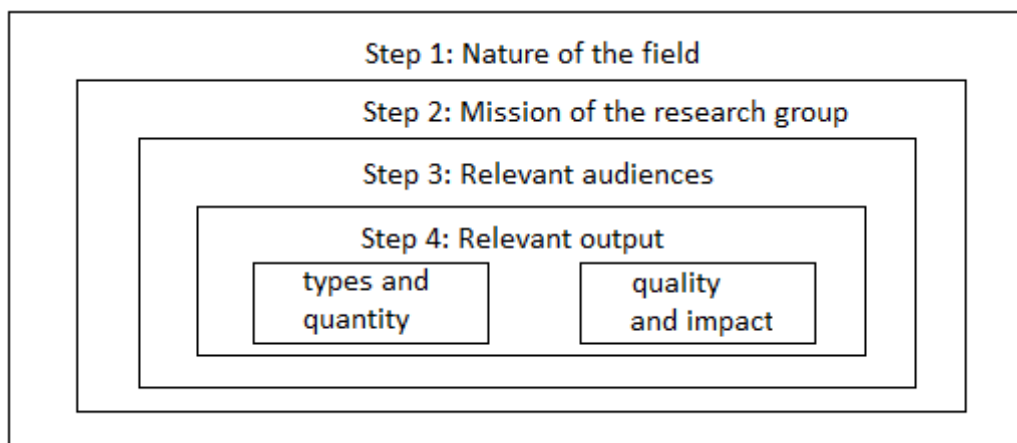 Step 1: Nature of the field
Step 2: Mission of the research group
Step 3: Relevant audiences
Step 4: Relevant output
types and
quantity
quality
and impact